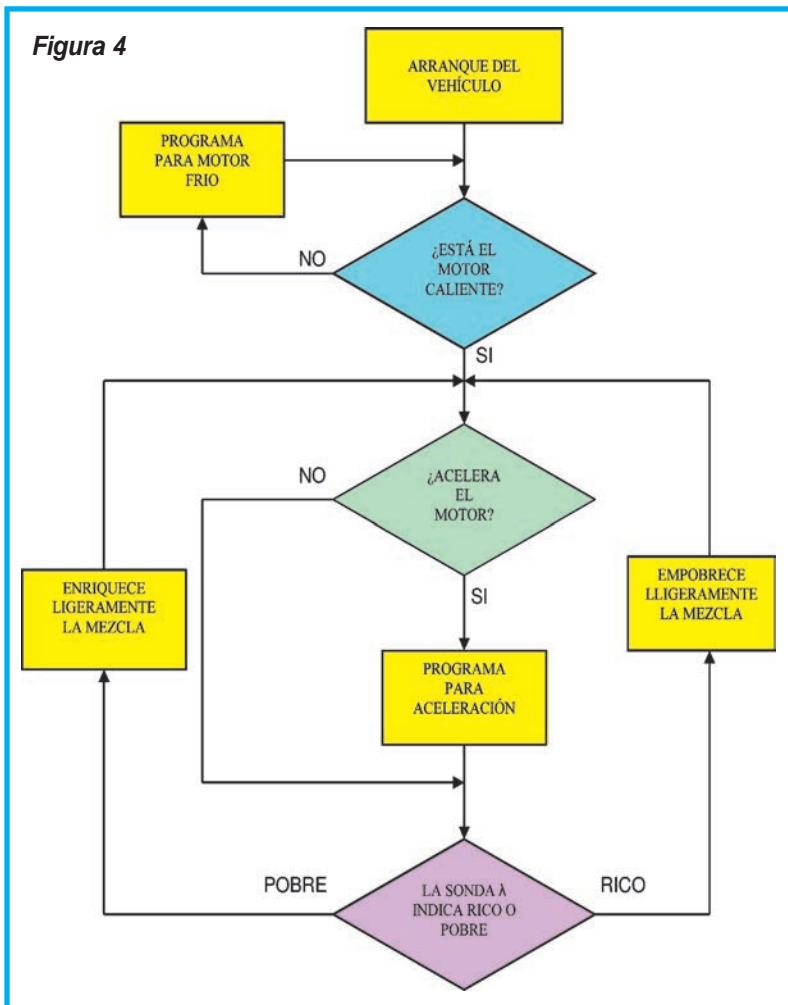 Figura 4
ARRANQUE DEL
VEHÍCULO
PROGRAMA
PARA MOTOR
FRIO
¿ESTÁ EL
MOTOR
CALIENTE?
NO
SI
¿ACELERA
EL
MOTOR?
NO
SI
ENRIQUECE
LIGERAMENTE
LA MEZCLA
EMPOBRECE
LLIGERAMENTE
LA MEZCLA
PROGRAMA
PARA
ACELERACIÓN
POBRE
LA SONDA λ
INDICA RICO O
POBRE
RICO